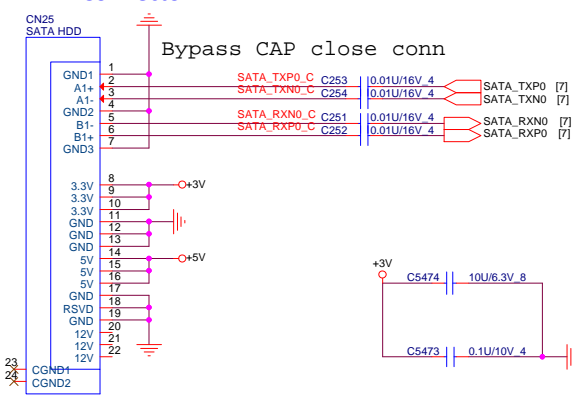 CN25
SATA HDD
Bypass CAP close conn
GND1 1
A1+ 2 SATA_TXP0_C C253 0.01U/16V_4 SATA_TXP0 [7]
A1- 3 SATA_TXN0_C C254 0.01U/16V_4 SATA_TXN0 [7]
GND2 4
B1- 5 SATA_RXN0_C C251 0.01U/16V_4 SATA_RXN0 [7]
B1+ 6 SATA_RXP0_C C252 0.01U/16V_4 SATA_RXP0 [7]
GND3 7
3.3V 8 +3V
3.3V 9
3.3V 10
GND 11
GND 12
GND 13
5V 14 +5V
5V 15
5V 16
GND 17
RSVD 18
GND 19
12V 20
12V 21
12V 22
23 CGND1
24 CGND2
+3V
C5474 10U/6.3V_8
C5473 0.1U/10V_4